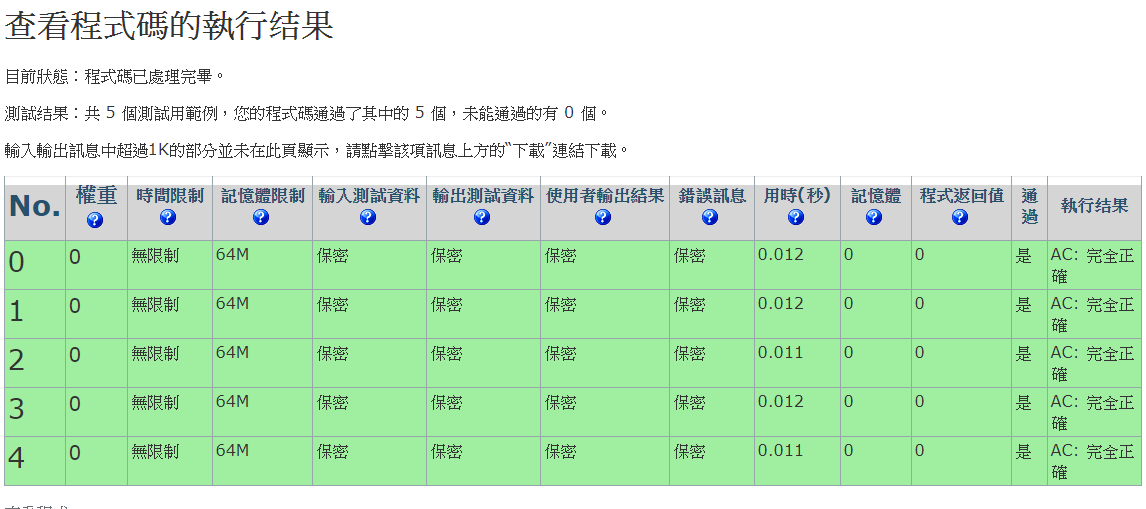 查看程式碼的執行结果
目前狀態：程式碼已處理完畢。
測試结果：共 5 個測試用範例，您的程式碼通過了其中的 5 個，未能通過的有 0 個。
輸入輸出訊息中超過1K的部分並未在此頁顯示，請點擊該項訊息上方的“下載”連結下載。
No. 權重 時間限制 記憶體限制 輸入測試資料 輸出測試資料 使用者輸出结果 錯誤訊息 用時(秒) 記憶體 程式返回值 通過 執行结果
0 0 無限制 64M 保密 保密 保密 保密 0.012 0 0 是 AC: 完全正確
1 0 無限制 64M 保密 保密 保密 保密 0.012 0 0 是 AC: 完全正確
2 0 無限制 64M 保密 保密 保密 保密 0.011 0 0 是 AC: 完全正確
3 0 無限制 64M 保密 保密 保密 保密 0.012 0 0 是 AC: 完全正確
4 0 無限制 64M 保密 保密 保密 保密 0.011 0 0 是 AC: 完全正確